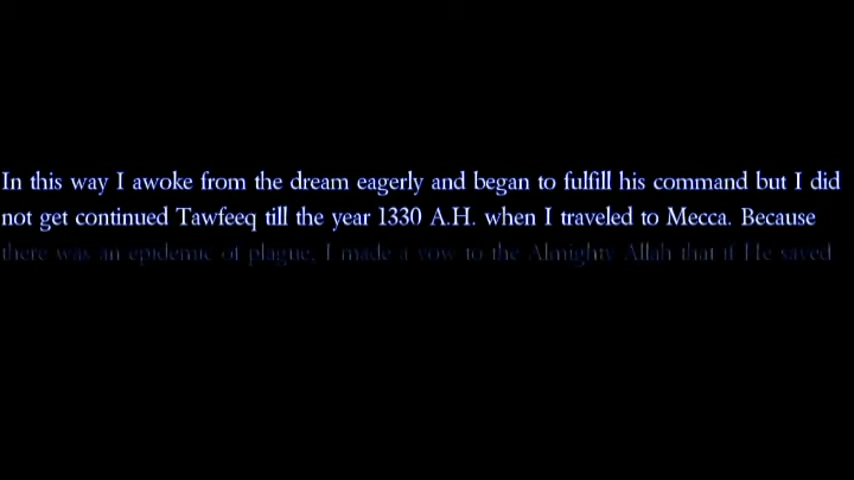 In this way I awoke from the dream eagerly and began to fulfill his command but I did
not get continued Tawfeeq till the year 1330 A.H. when I traveled to Mecca. Because
there was an epidemic of plague, I made a vow to the Almighty Allah that if He saved